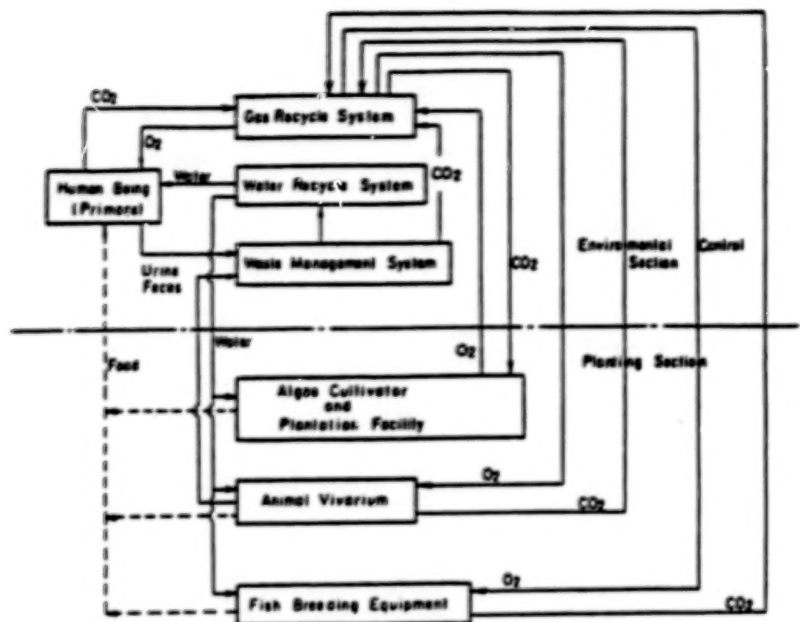 CO2
Gas Recycle System
O2
Water
Water Recycle System
CO2
Human Being
(Primors)
Enviromental Control
Section
CO2
Waste Management System
Urine
Feces
Water
O2
Food
Planting Section
Algae Cultivator
and
Plantation Facility
O2
Animal Vivarium
CO2
O2
Fish Breeding Equipment
CO2